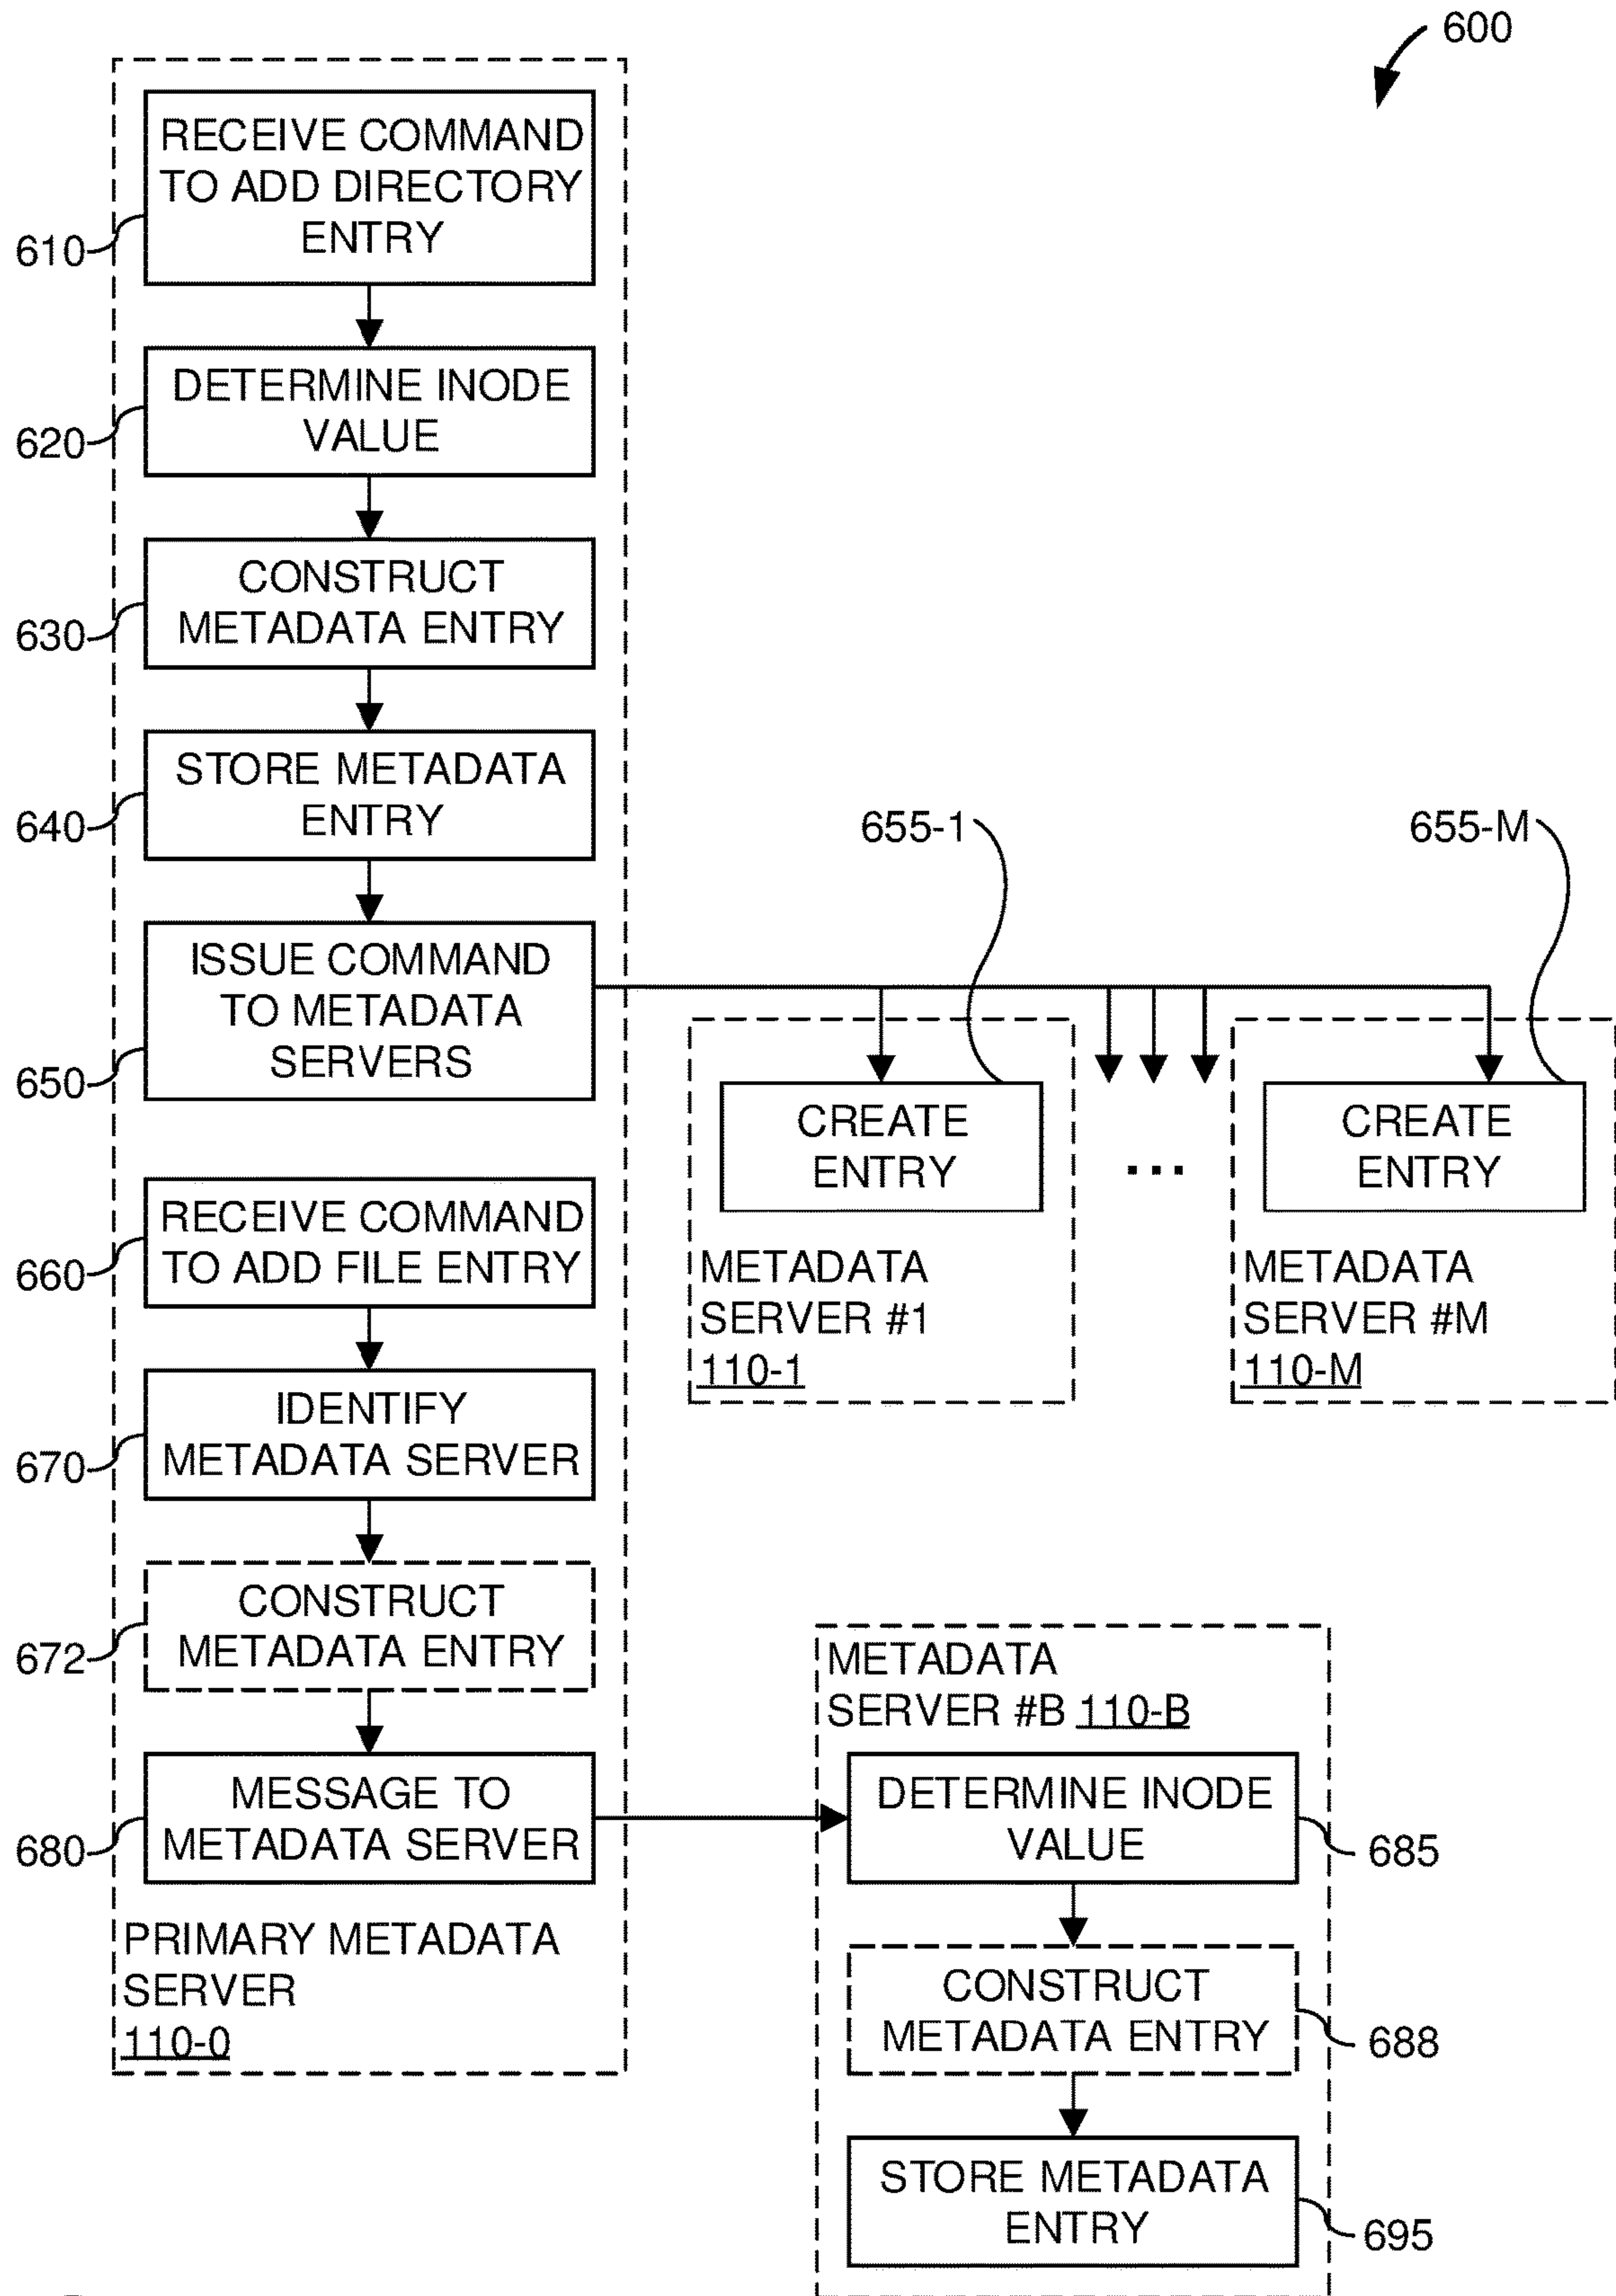 600
RECEIVE COMMAND
TO ADD DIRECTORY
ENTRY
610
DETERMINE INODE
VALUE
620
CONSTRUCT
METADATA ENTRY
630
STORE METADATA
ENTRY
640
ISSUE COMMAND
TO METADATA
SERVERS
650
655-1
655-M
CREATE
ENTRY
METADATA
SERVER #1
110-1
...
CREATE
ENTRY
METADATA
SERVER #M
110-M
RECEIVE COMMAND
TO ADD FILE ENTRY
660
IDENTIFY
METADATA SERVER
670
CONSTRUCT
METADATA ENTRY
672
MESSAGE TO
METADATA SERVER
680
PRIMARY METADATA
SERVER
110-0
METADATA
SERVER #B 110-B
DETERMINE INODE
VALUE
685
CONSTRUCT
METADATA ENTRY
688
STORE METADATA
ENTRY
695